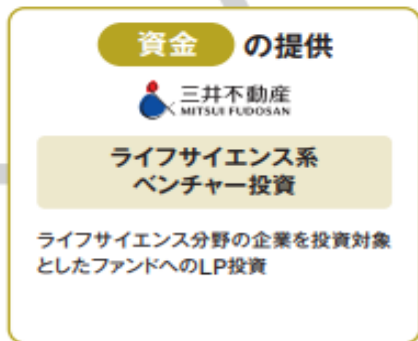 資金 の提供
三井不動産
MITSUI FUDOSAN
ライフサイエンス系
ベンチャー投資
ライフサイエンス分野の企業を投資対象
としたファンドへのLP投資